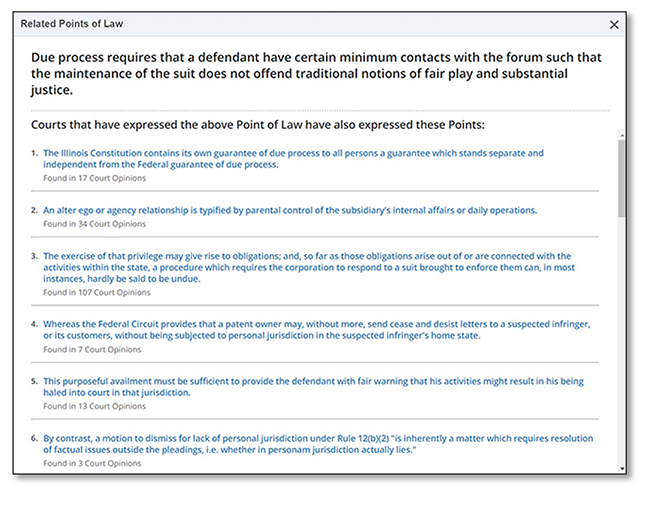 Related Points of Law
Due process requires that a defendant have certain minimum contacts with the forum such that
the maintenance of the suit does not offend traditional notions of fair play and substantial
justice.
Courts that have expressed the above Point of Law have also expressed these Points:
1. The Illinois Constitution contains its own guarantee of due process to all persons a guarantee which stands separate and
independent from the Federal guarantee of due process.
Found in 17 Court Opinions
2. An alter ego or agency relationship is typified by parental control of the subsidiary's internal affairs or daily operations.
Found in 34 Court Opinions
3. The exercise of that privilege may give rise to obligations; and, so far as those obligations arise out of or are connected with the
activities within the state, a procedure which requires the corporation to respond to a suit brought to enforce them can, in most
instances, hardly be said to be undue.
Found in 107 Court Opinions
4. Whereas the Federal Circuit provides that a patent owner may, without more, send cease and desist letters to a suspected infringer,
or its customers, without being subjected to personal jurisdiction in the suspected infringer's home state.
Found in 7 Court Opinions
5. This purposeful availment must be sufficient to provide the defendant with fair warning that his activities might result in his being
haled into court in that jurisdiction.
Found in 13 Court Opinions
6. By contrast, a motion to dismiss for lack of personal jurisdiction under Rule 12(b)(2) "is inherently a matter which requires resolution
of factual issues outside the pleadings, i.e. whether in personam jurisdiction actually lies."
Found in 3 Court Opinions